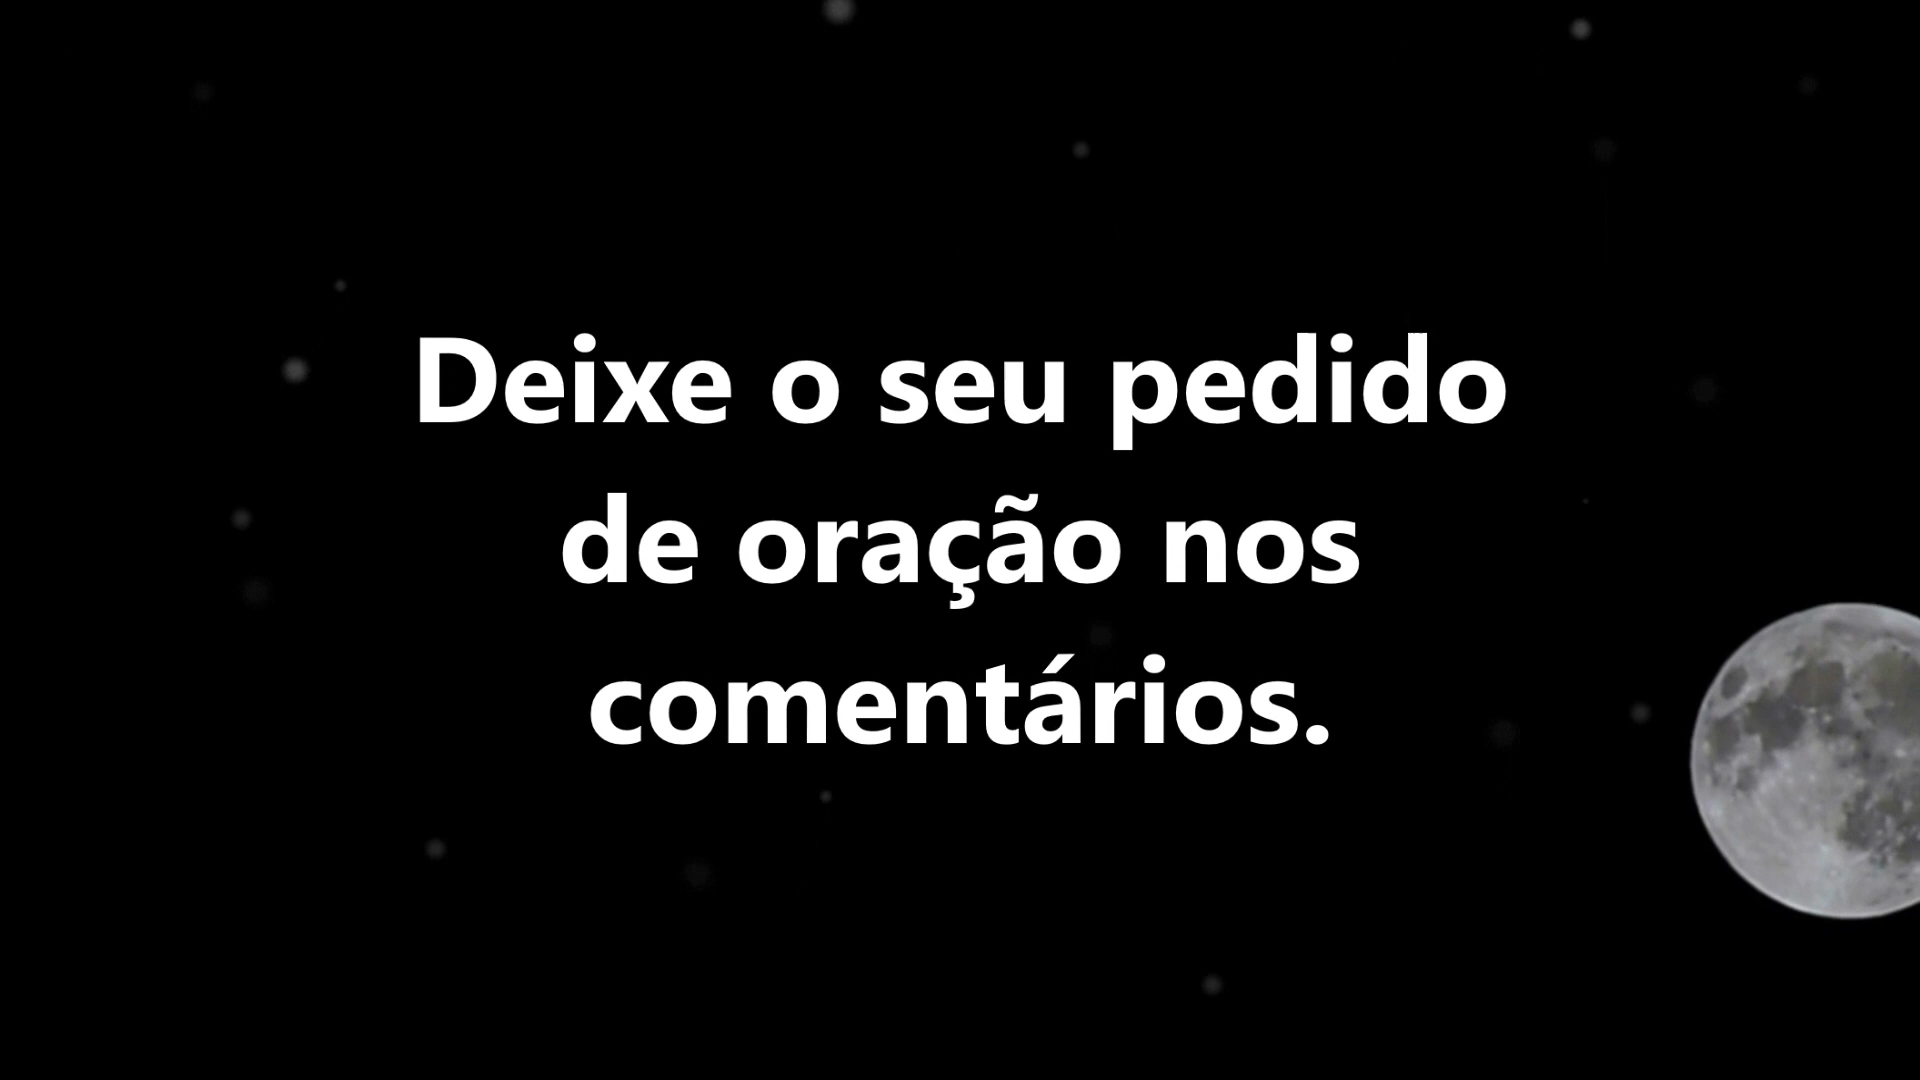 Deixe o seu pedido
de oração nos
comentários.